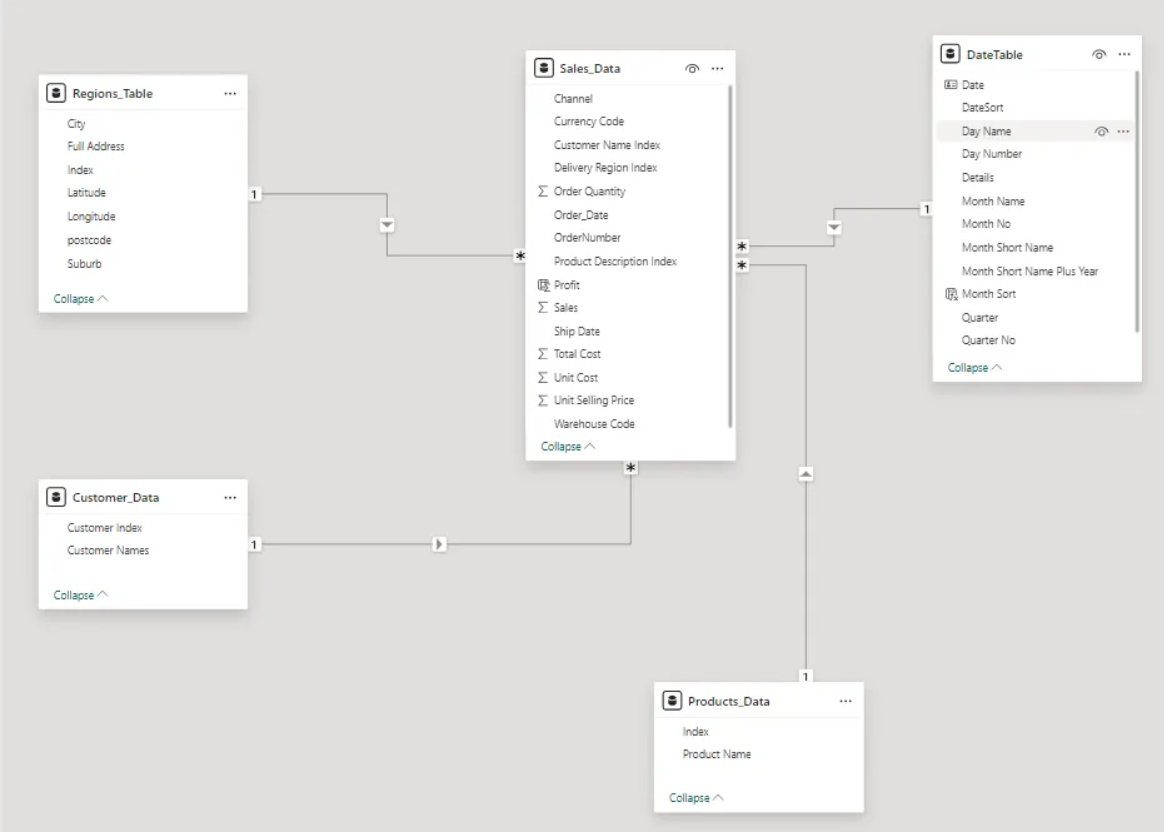 Regions_Table
City
Full Address
Index
Latitude
Longitude
postcode
Suburb
Collapse
1
*
Sales_Data
Channel
Currency Code
Customer Name Index
Delivery Region Index
Order Quantity
Order_Date
OrderNumber
Product Description Index
Profit
Sales
Ship Date
Total Cost
Unit Cost
Unit Selling Price
Warehouse Code
Collapse
*
*
*
1
DateTable
Date
DateSort
Day Name
Day Number
Details
Month Name
Month No
Month Short Name
Month Short Name Plus Year
Month Sort
Quarter
Quarter No
Collapse
Customer_Data
Customer Index
Customer Names
Collapse
1
1
Products_Data
Index
Product Name
Collapse